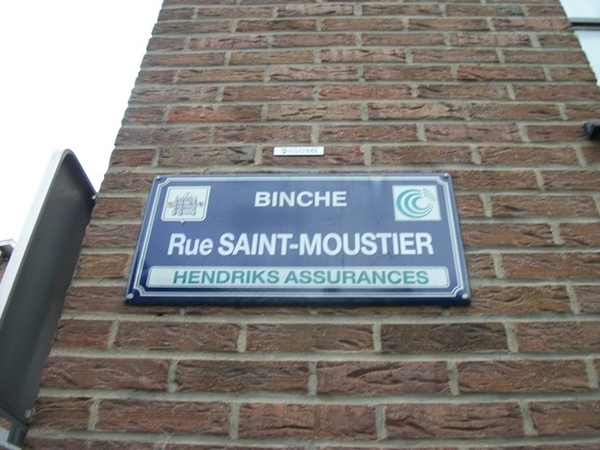 BINCHE
Rue SAINT-MOUSTIER
HENDRIKS ASSURANCES